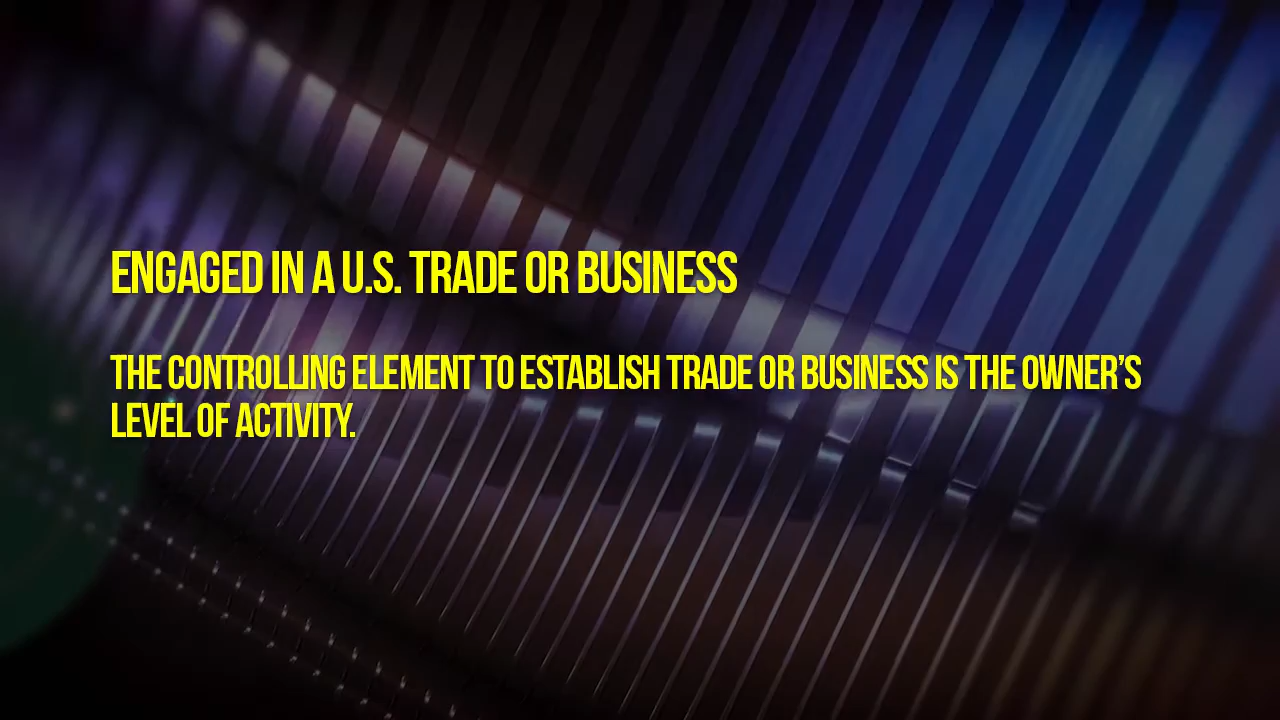 ENGAGED IN A U.S. TRADE OR BUSINESS
THE CONTROLLING ELEMENT TO ESTABLISH TRADE OR BUSINESS IS THE OWNER’S
LEVEL OF ACTIVITY.